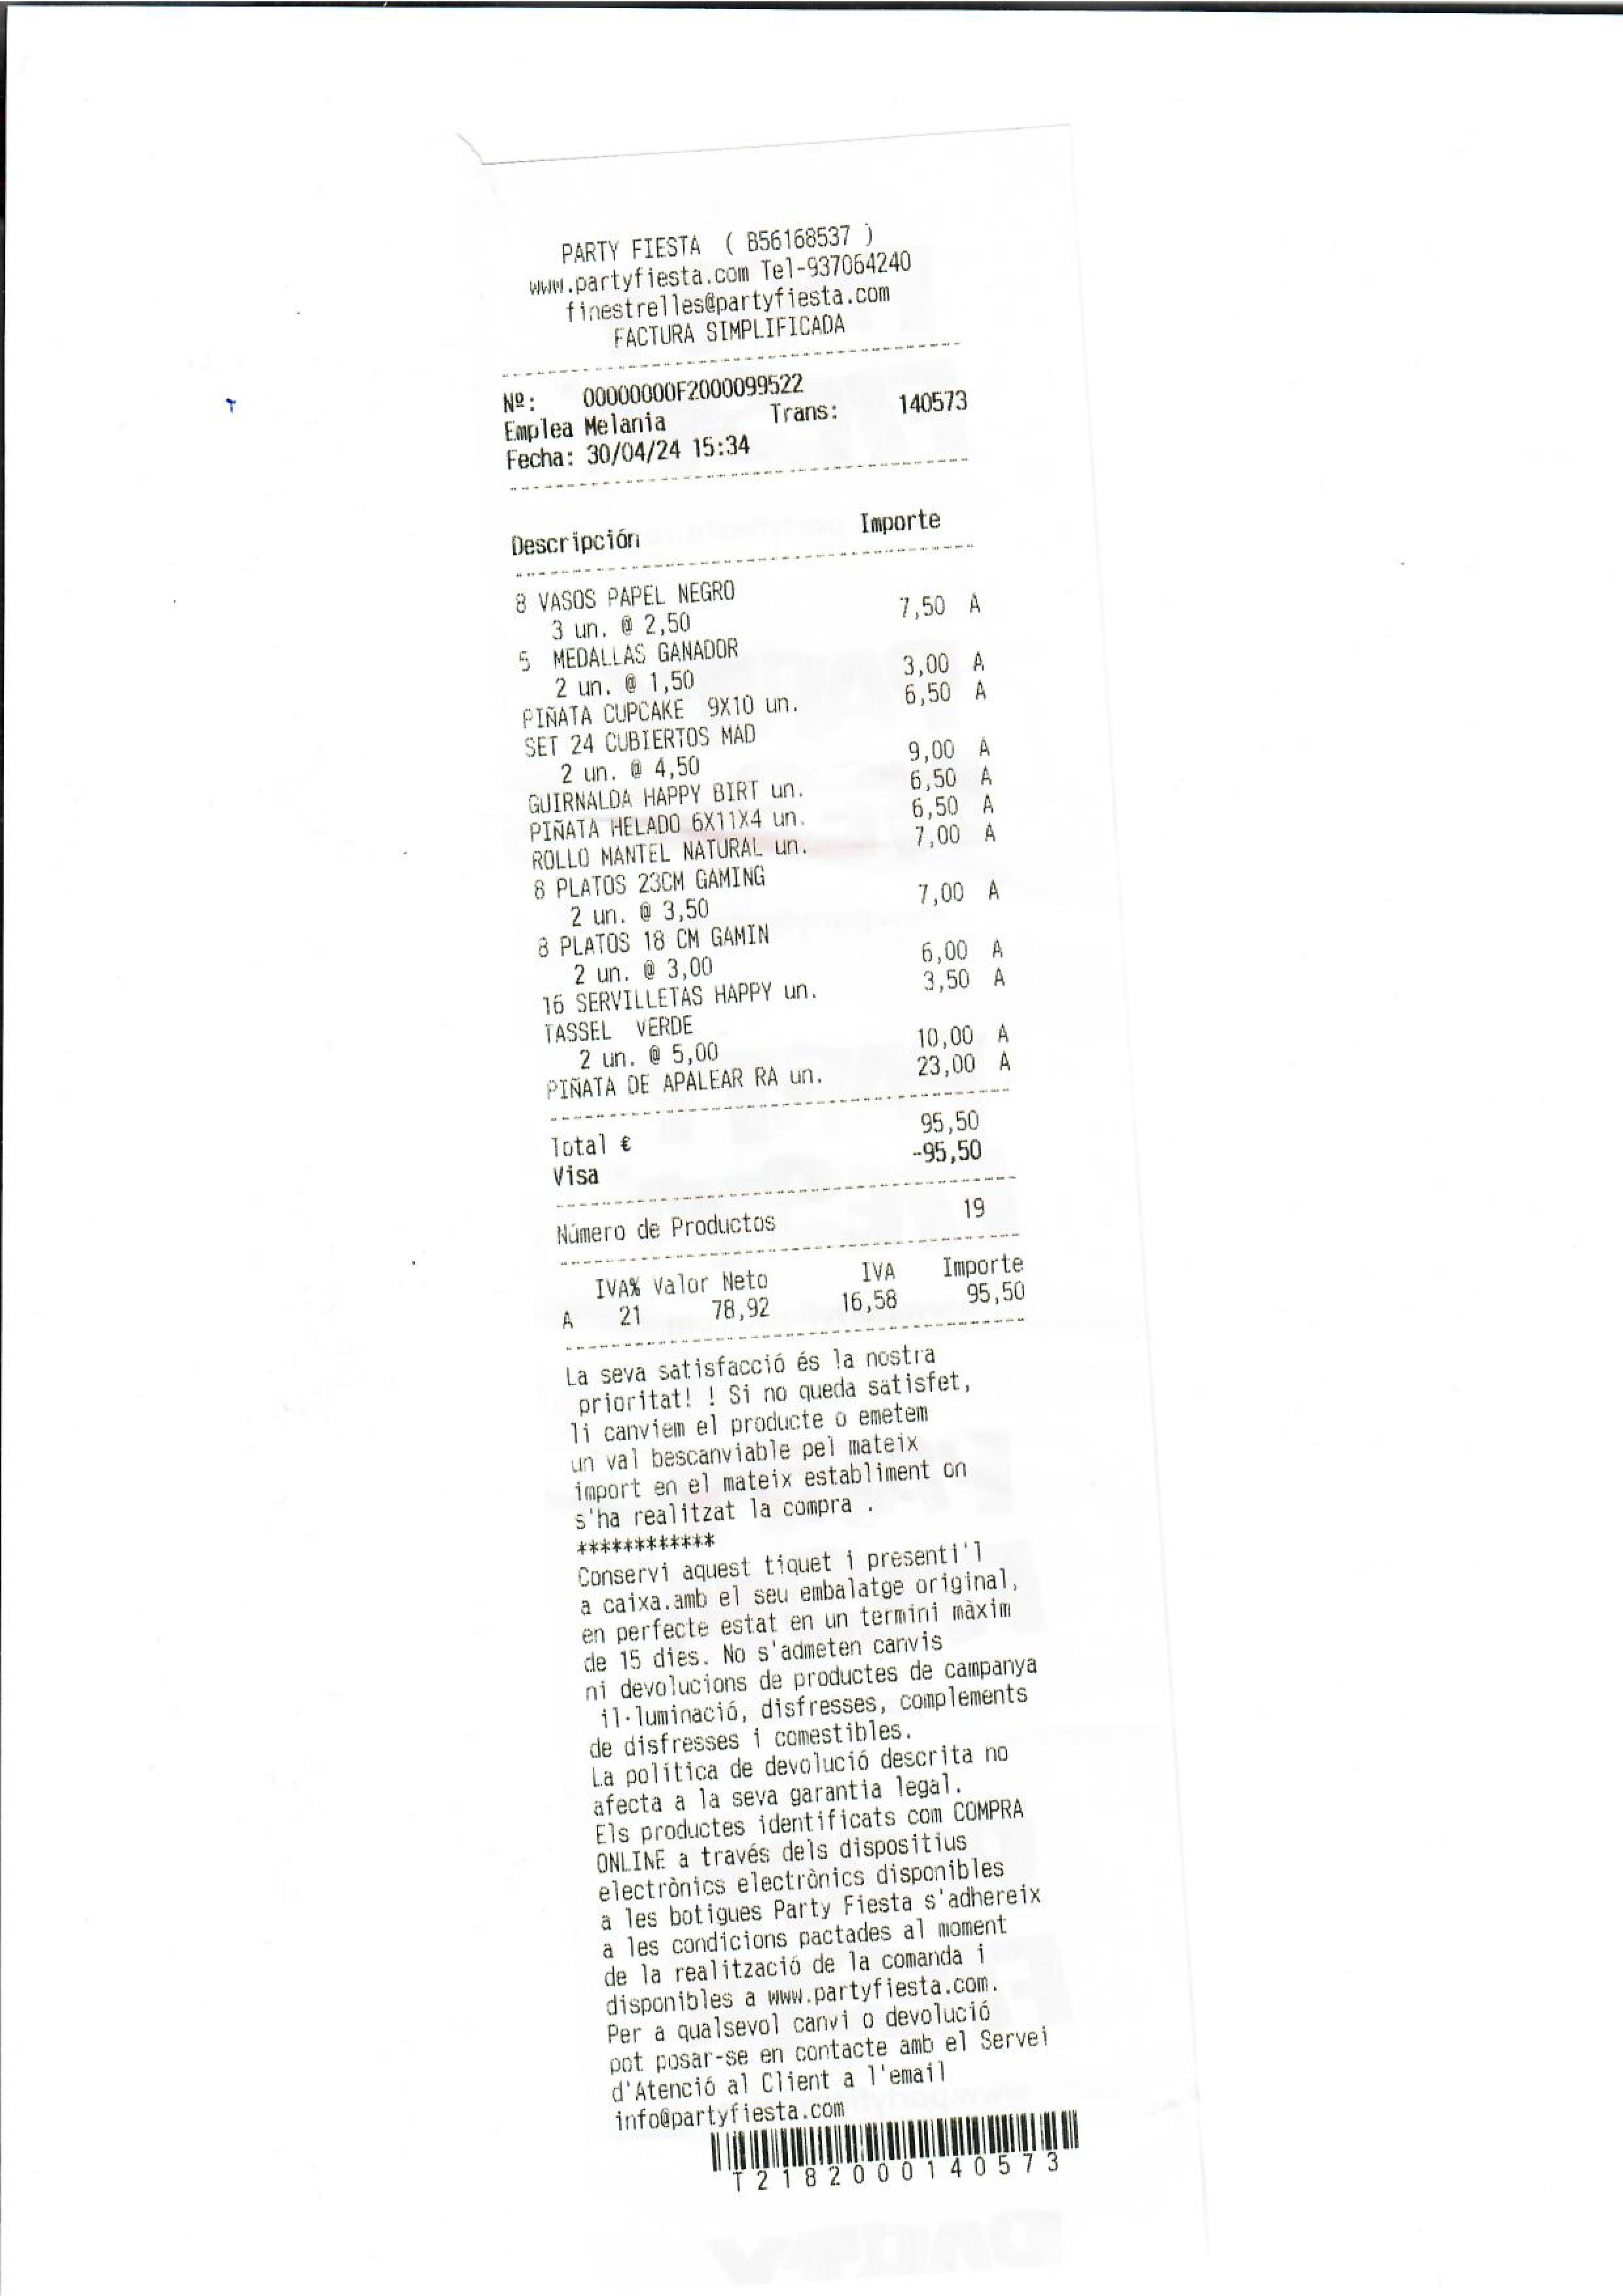 PARTY FIESTA ( B56168537 )
www.partyfiesta.com Tel-937064240
finestrelles@partyfiesta.com
FACTURA SIMPLIFICADA
Nº: 00000000F2000099522
Emplea Melania Trans: 140573
Fecha: 30/04/24 15:34
Descripción Importe
8 VASOS PAPEL NEGRO
3 un. @ 2,50 7,50 A
5 MEDALLAS GANADOR
2 un. @ 1,50 3,00 A
PIÑATA CUPCAKE 9X10 un. 6,50 A
SET 24 CUBIERTOS MAD
2 un. @ 4,50 9,00 A
GUIRNALDA HAPPY BIRT un. 6,50 A
PIÑATA HELADO 6X11X4 un. 6,50 A
ROLLO MANTEL NATURAL un. 7,00 A
8 PLATOS 23CM GAMING
2 un. @ 3,50 7,00 A
8 PLATOS 18 CM GAMIN
2 un. @ 3,00 6,00 A
16 SERVILLETAS HAPPY un. 3,50 A
TASSEL VERDE
2 un. @ 5,00 10,00 A
PIÑATA DE APALEAR RA un. 23,00 A
Total € 95,50
Visa -95,50
Número de Productos 19
IVA% Valor Neto IVA Importe
A 21 78,92 16,58 95,50
La seva satisfacció és la nostra
prioritat! ! Si no queda satisfet,
li canviem el producte o emetem
un val bescanviable pel mateix
import en el mateix establiment on
s'ha realitzat la compra .
************
Conservi aquest tiquet i presenti'l
a caixa.amb el seu embalatge original,
en perfecte estat en un termini màxim
de 15 dies. No s'admeten canvis
ni devolucions de productes de campanya
il·luminació, disfresses, complements
de disfresses i comestibles.
La política de devolució descrita no
afecta a la seva garantia legal.
Els productes identificats com COMPRA
ONLINE a través dels dispositius
electrònics electrònics disponibles
a les botigues Party Fiesta s'adhereix
a les condicions pactades al moment
de la realització de la comanda i
disponibles a www.partyfiesta.com.
Per a qualsevol canvi o devolució
pot posar-se en contacte amb el Servei
d'Atenció al Client a l'email
info@partyfiesta.com
T2182000140573